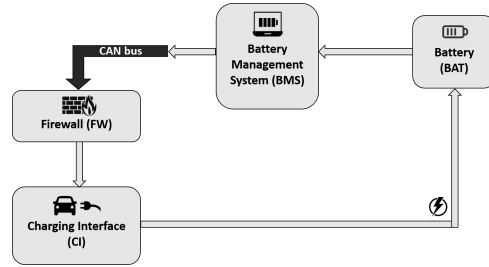 CAN bus
Battery
Management
System (BMS)
Battery
(BAT)
Firewall (FW)
Charging Interface
(CI)